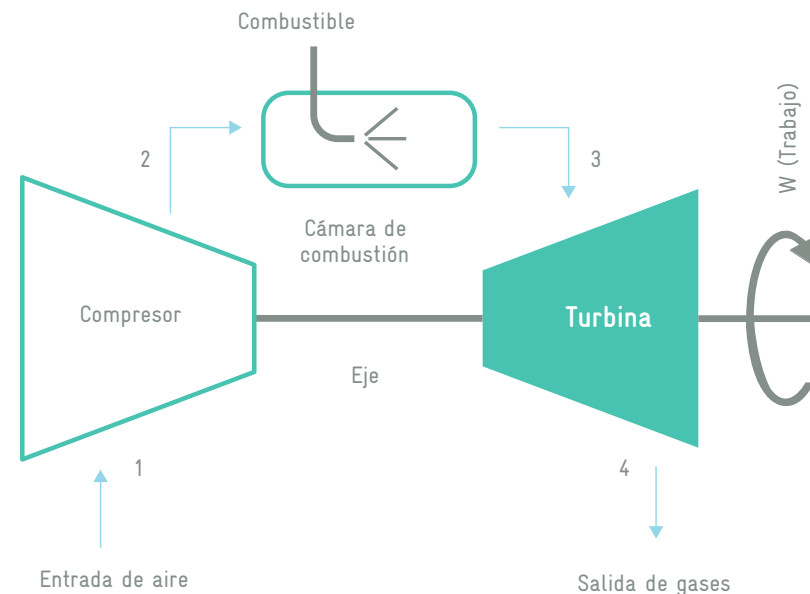 Combustible
W (Trabajo)
2
3
Cámara de
combustión
Compresor
Turbina
Eje
1
4
Entrada de aire
Salida de gases